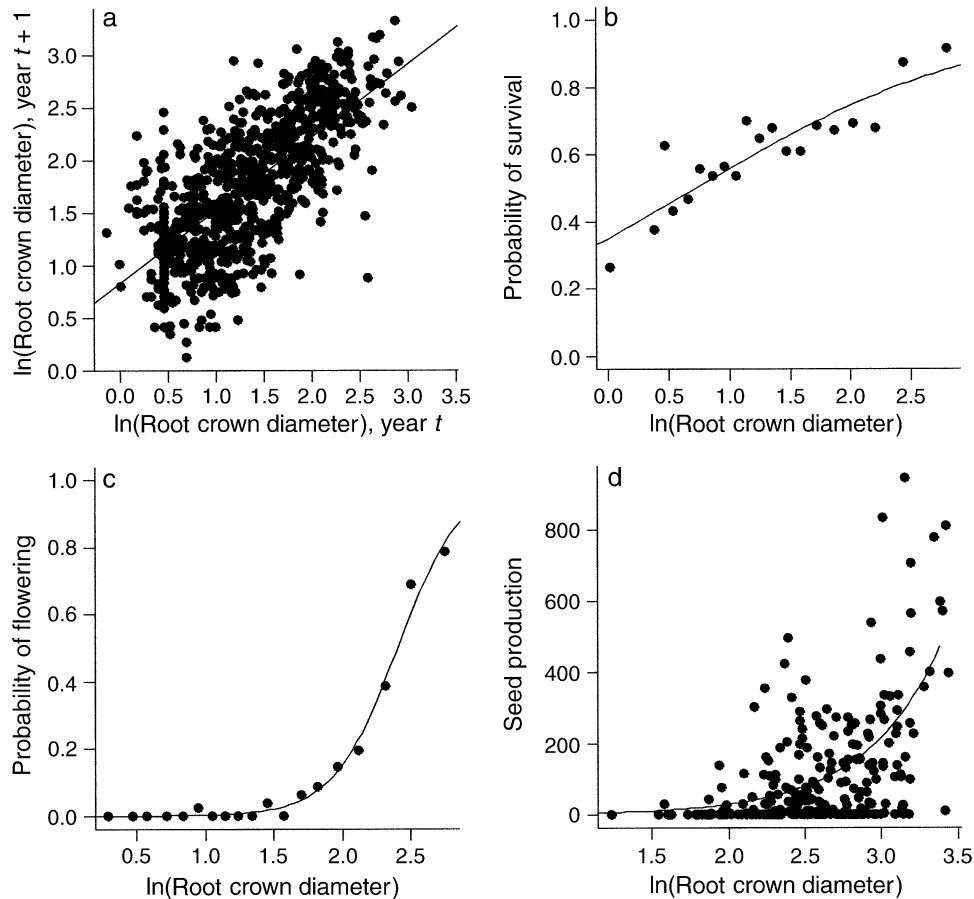 a
ln(Root crown diameter), year t + 1
3.0
2.5
2.0
1.5
1.0
0.5
0.0
0.0 0.5 1.0 1.5 2.0 2.5 3.0 3.5
ln(Root crown diameter), year t
b
Probability of survival
1.0
0.8
0.6
0.4
0.2
0.0
0.0 0.5 1.0 1.5 2.0 2.5
ln(Root crown diameter)
c
Probability of flowering
1.0
0.8
0.6
0.4
0.2
0.0
0.5 1.0 1.5 2.0 2.5
ln(Root crown diameter)
d
Seed production
800
600
400
200
0
1.5 2.0 2.5 3.0 3.5
ln(Root crown diameter)